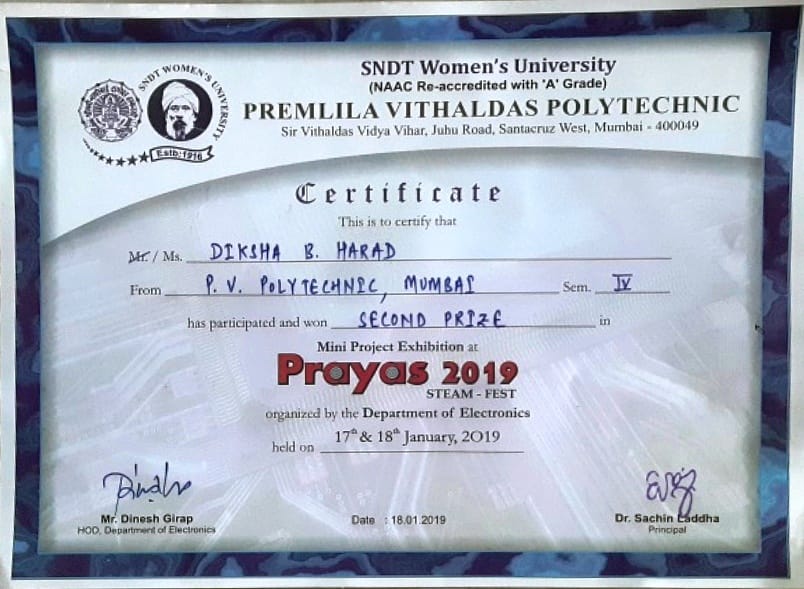 SNDT WOMEN'S UNIVERSITY
Estb:1916
SNDT Women's University
(NAAC Re-accredited with 'A' Grade)
PREMLILA VITHALDAS POLYTECHNIC
Sir Vithaldas Vidya Vihar, Juhu Road, Santacruz West, Mumbai - 400049
Certificate
This is to certify that
Mr. / Ms. DIKSHA B. HARAD
From P. V. POLYTECHNIC, MUMBAI Sem. IV
has participated and won SECOND PRIZE in
Mini Project Exhibition at
Prayas 2019
STEAM - FEST
organized by the Department of Electronics
held on 17th & 18th January, 2019
Mr. Dinesh Girap
HOD, Department of Electronics
Date : 18.01.2019
Dr. Sachin Laddha
Principal